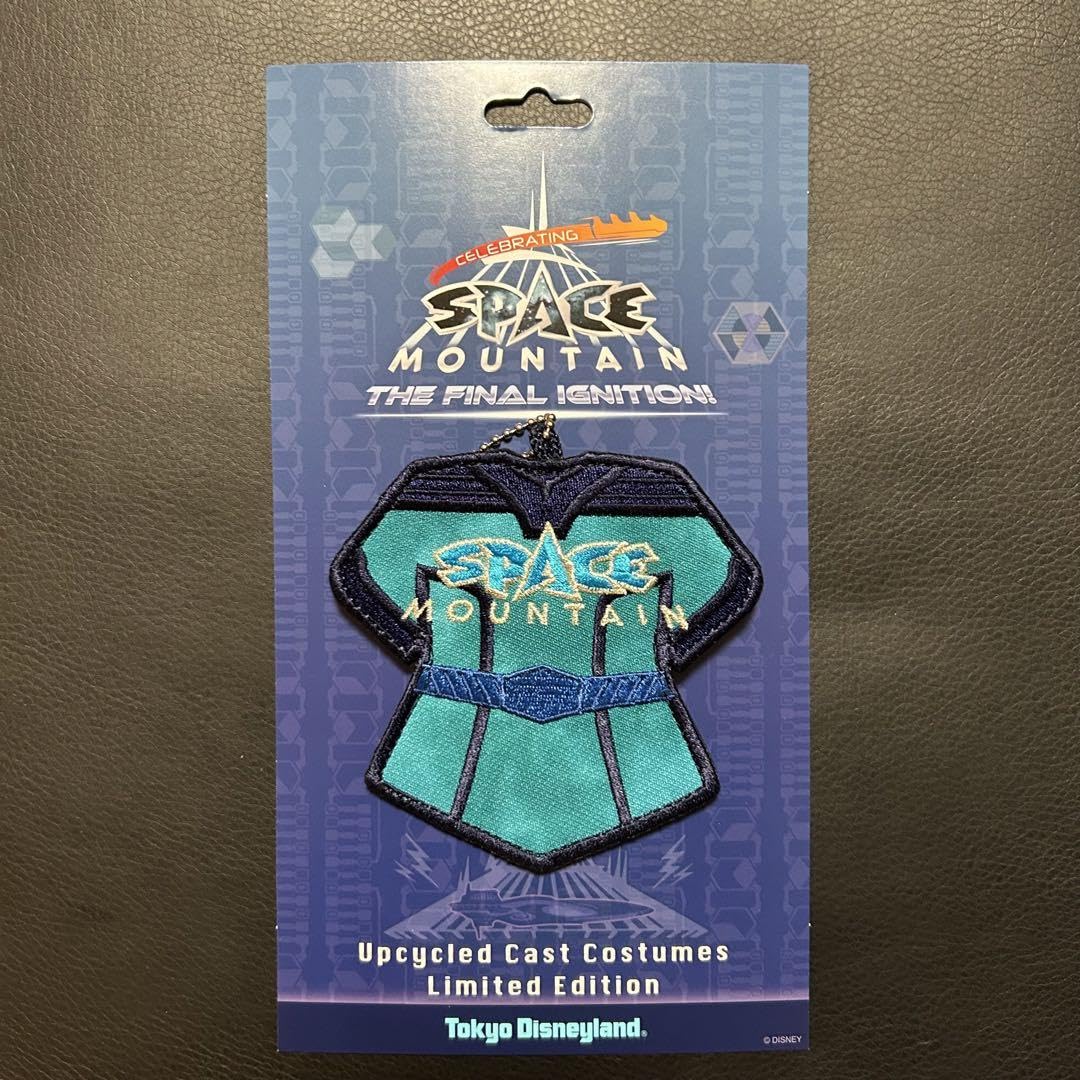 CELEBRATING
SPACE
MOUNTAIN
THE FINAL IGNITION!
SPACE
MOUNTAIN
Upcycled Cast Costumes
Limited Edition
Tokyo Disneyland®
© DISNEY